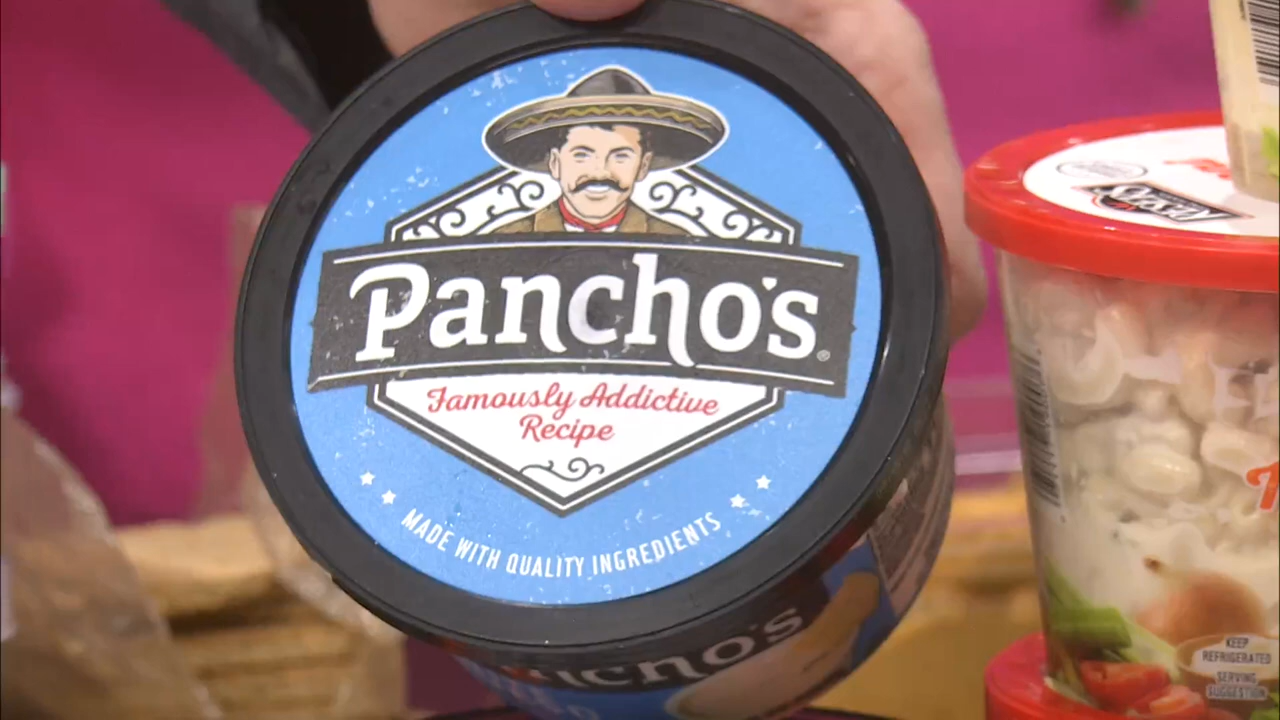 Pancho's®
Famously Addictive
Recipe
MADE WITH QUALITY INGREDIENTS
KEEP
REFRIGERATED
SERVING
SUGGESTION